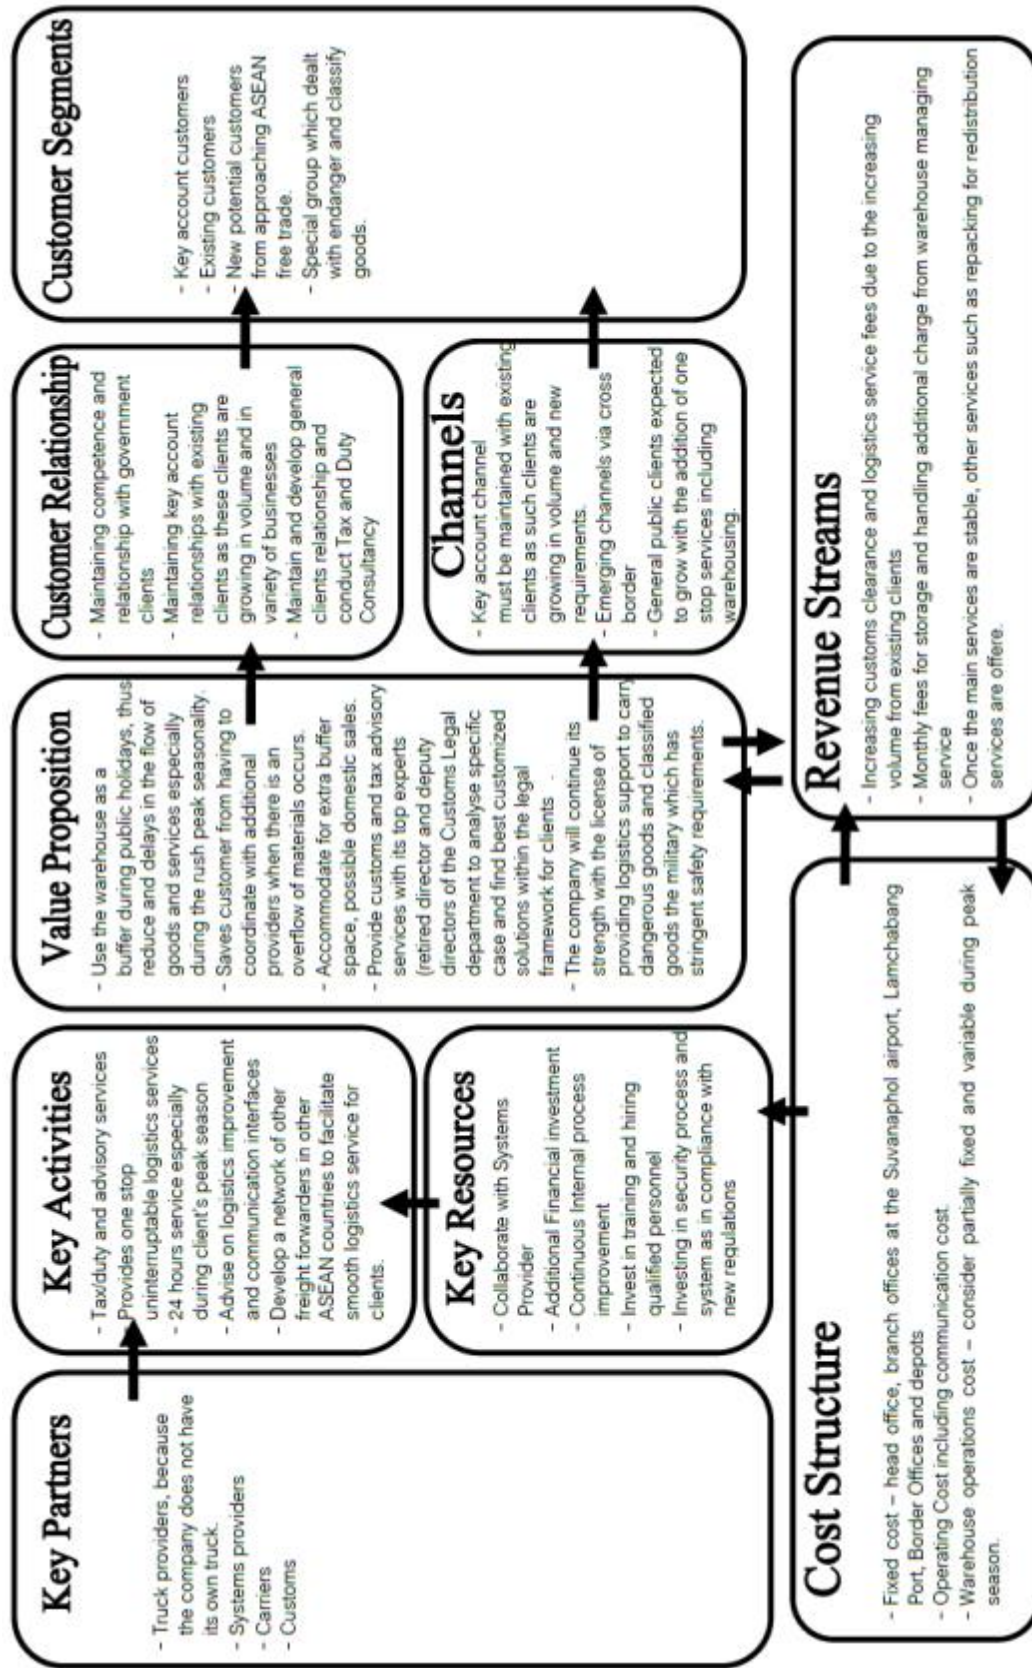 Key Partners
- Truck providers, because
the company does not have
its own truck.
- Systems providers
- Carriers
- Customs
Key Activities
- Tax/duty and advisory services
- Provides one stop
uninterruptable logistics services
- 24 hours service especially
during client's peak season
- Advise on logistics improvement
and communication interfaces
- Develop a network of other
freight forwarders in other
ASEAN countries to facilitate
smooth logistics service for
clients.
Key Resources
- Collaborate with Systems
Provider
- Additional Financial investment
- Continuous Internal process
improvement
- Invest in training and hiring
qualified personnel
- Investing in security process and
system as in compliance with
new regulations
Value Proposition
- Use the warehouse as a
buffer during public holidays, thus
reduce and delays in the flow of
goods and services especially
during the rush peak seasonality.
- Saves customer from having to
coordinate with additional
providers when there is an
overflow of materials occurs.
- Accommodate for extra buffer
space, possible domestic sales.
- Provide customs and tax advisory
services with its top experts
(retired director and deputy
directors of the Customs Legal
department to analyse specific
case and find best customized
solutions within the legal
framework for clients .
- The company will continue its
strength with the license of
providing logistics support to carry
dangerous goods and classified
goods the military which has
stringent safety requirements.
Customer Relationship
- Maintaining competence and
relationship with government
clients
- Maintaining key account
relationships with existing
clients as these clients are
growing in volume and in
variety of businesses
- Maintain and develop general
clients relationship and
conduct Tax and Duty
Consultancy
Channels
- Key account channel
must be maintained with existing
clients as such clients are
growing in volume and new
requirements.
- Emerging channels via cross
border
- General public clients expected
to grow with the addition of one
stop services including
warehousing.
Customer Segments
- Key account customers
- Existing customers
- New potential customers
from approaching ASEAN
free trade.
- Special group which dealt
with endanger and classify
goods.
Cost Structure
- Fixed cost – head office, branch offices at the Suvanaphol airport, Lamchabang
Port, Border Offices and depots
- Operating Cost including communication cost.
- Warehouse operations cost – consider partially fixed and variable during peak
season.
Revenue Streams
- Increasing customs clearance and logistics service fees due to the increasing
volume from existing clients
- Monthly fees for storage and handling additional charge from warehouse managing
service
- Once the main services are stable, other services such as repacking for redistribution
services are offere.